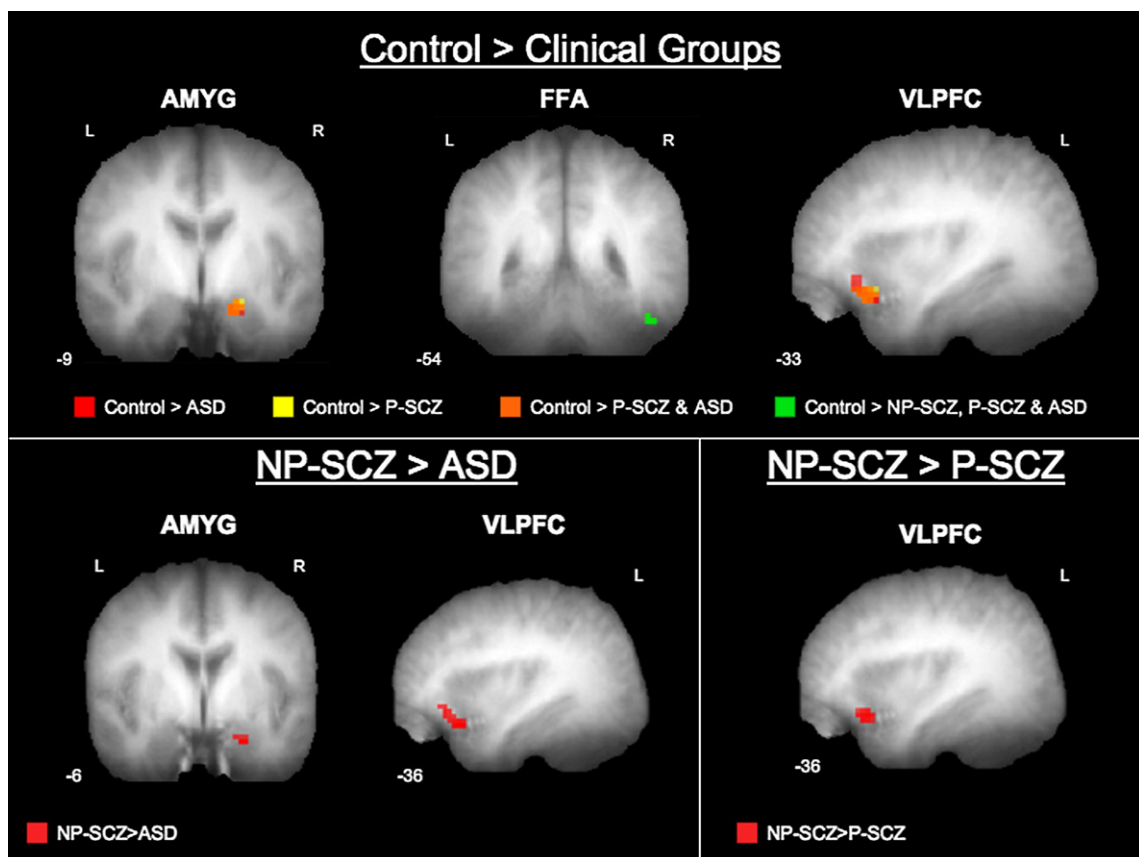 Control > Clinical Groups
AMYG
FFA
VLPFC
L
R
L
R
L
-9
-54
-33
Control > ASD
Control > P-SCZ
Control > P-SCZ & ASD
Control > NP-SCZ, P-SCZ & ASD
NP-SCZ > ASD
AMYG
VLPFC
L
R
L
-6
-36
NP-SCZ>ASD
NP-SCZ > P-SCZ
VLPFC
L
-36
NP-SCZ>P-SCZ